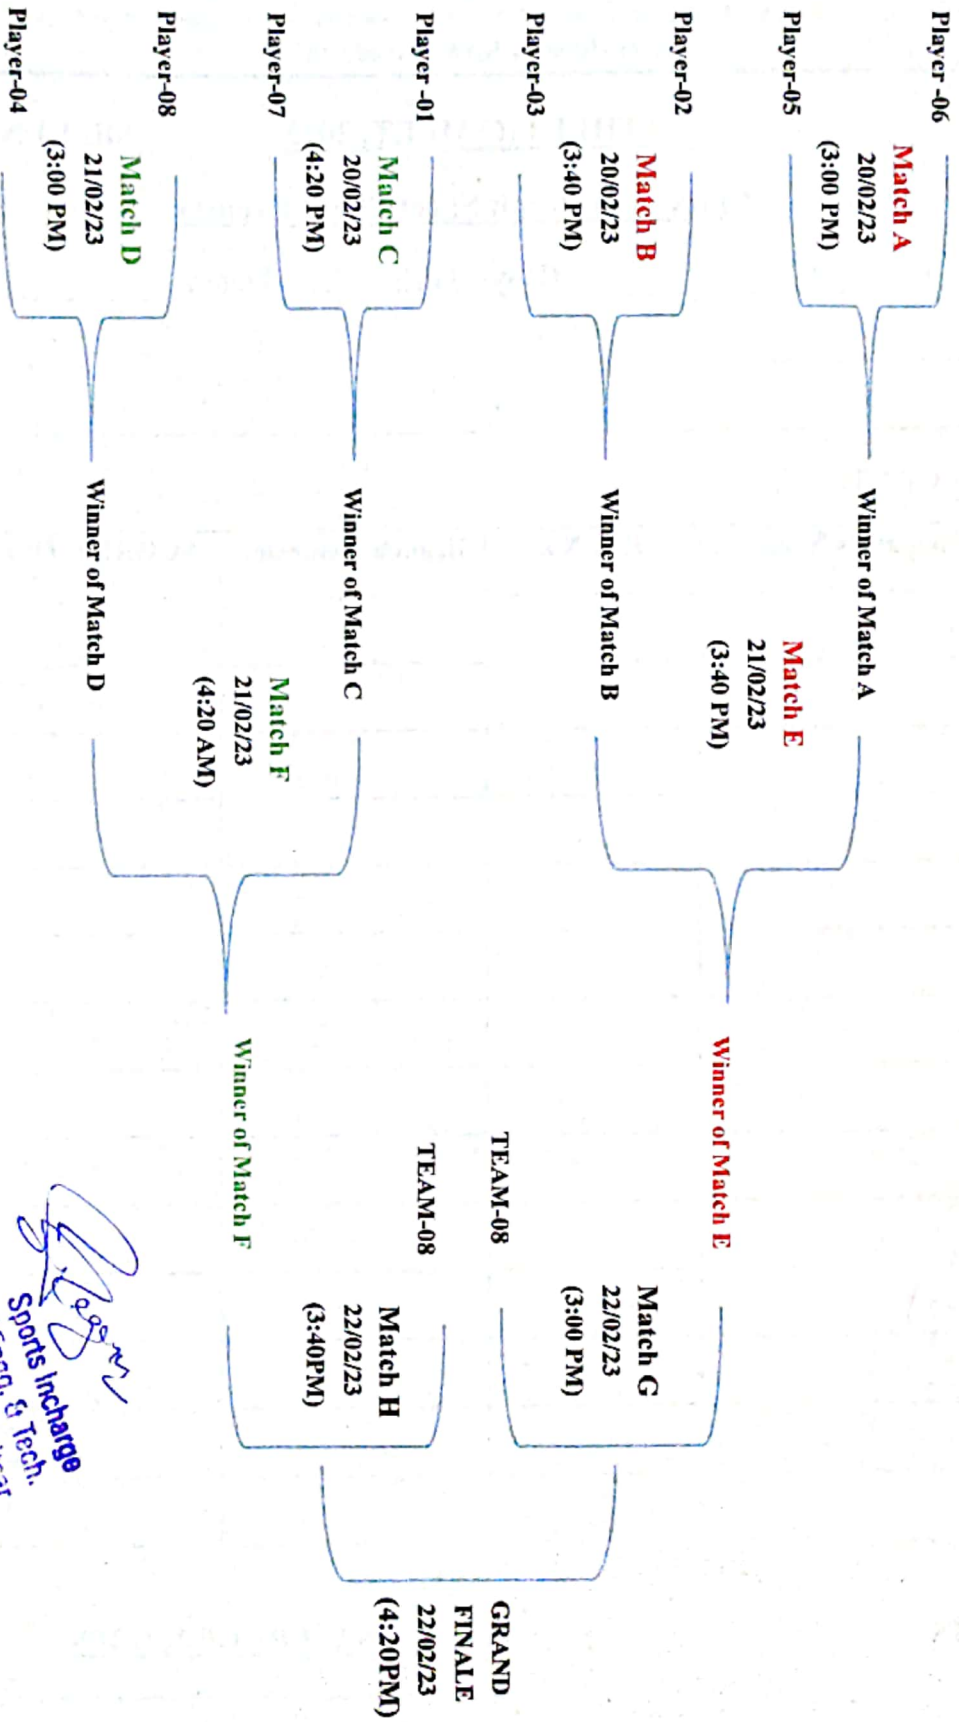 Player -06
Match A
20/02/23
(3:00 PM)
Player-05
Winner of Match A
Match E
21/02/23
(3:40 PM)
Player-02
Match B
20/02/23
(3:40 PM)
Player-03
Winner of Match B
Winner of Match E
Match G
22/02/23
(3:00 PM)
TEAM-08
GRAND
FINALE
22/02/23
(4:20PM)
Player -01
Match C
20/02/23
(4:20 PM)
Player-07
Winner of Match C
TEAM-08
Match H
22/02/23
(3:40PM)
Match F
21/02/23
(4:20 AM)
Winner of Match F
Player-08
Match D
21/02/23
(3:00 PM)
Player-04
Winner of Match D
Sports Incharge
& Tech.